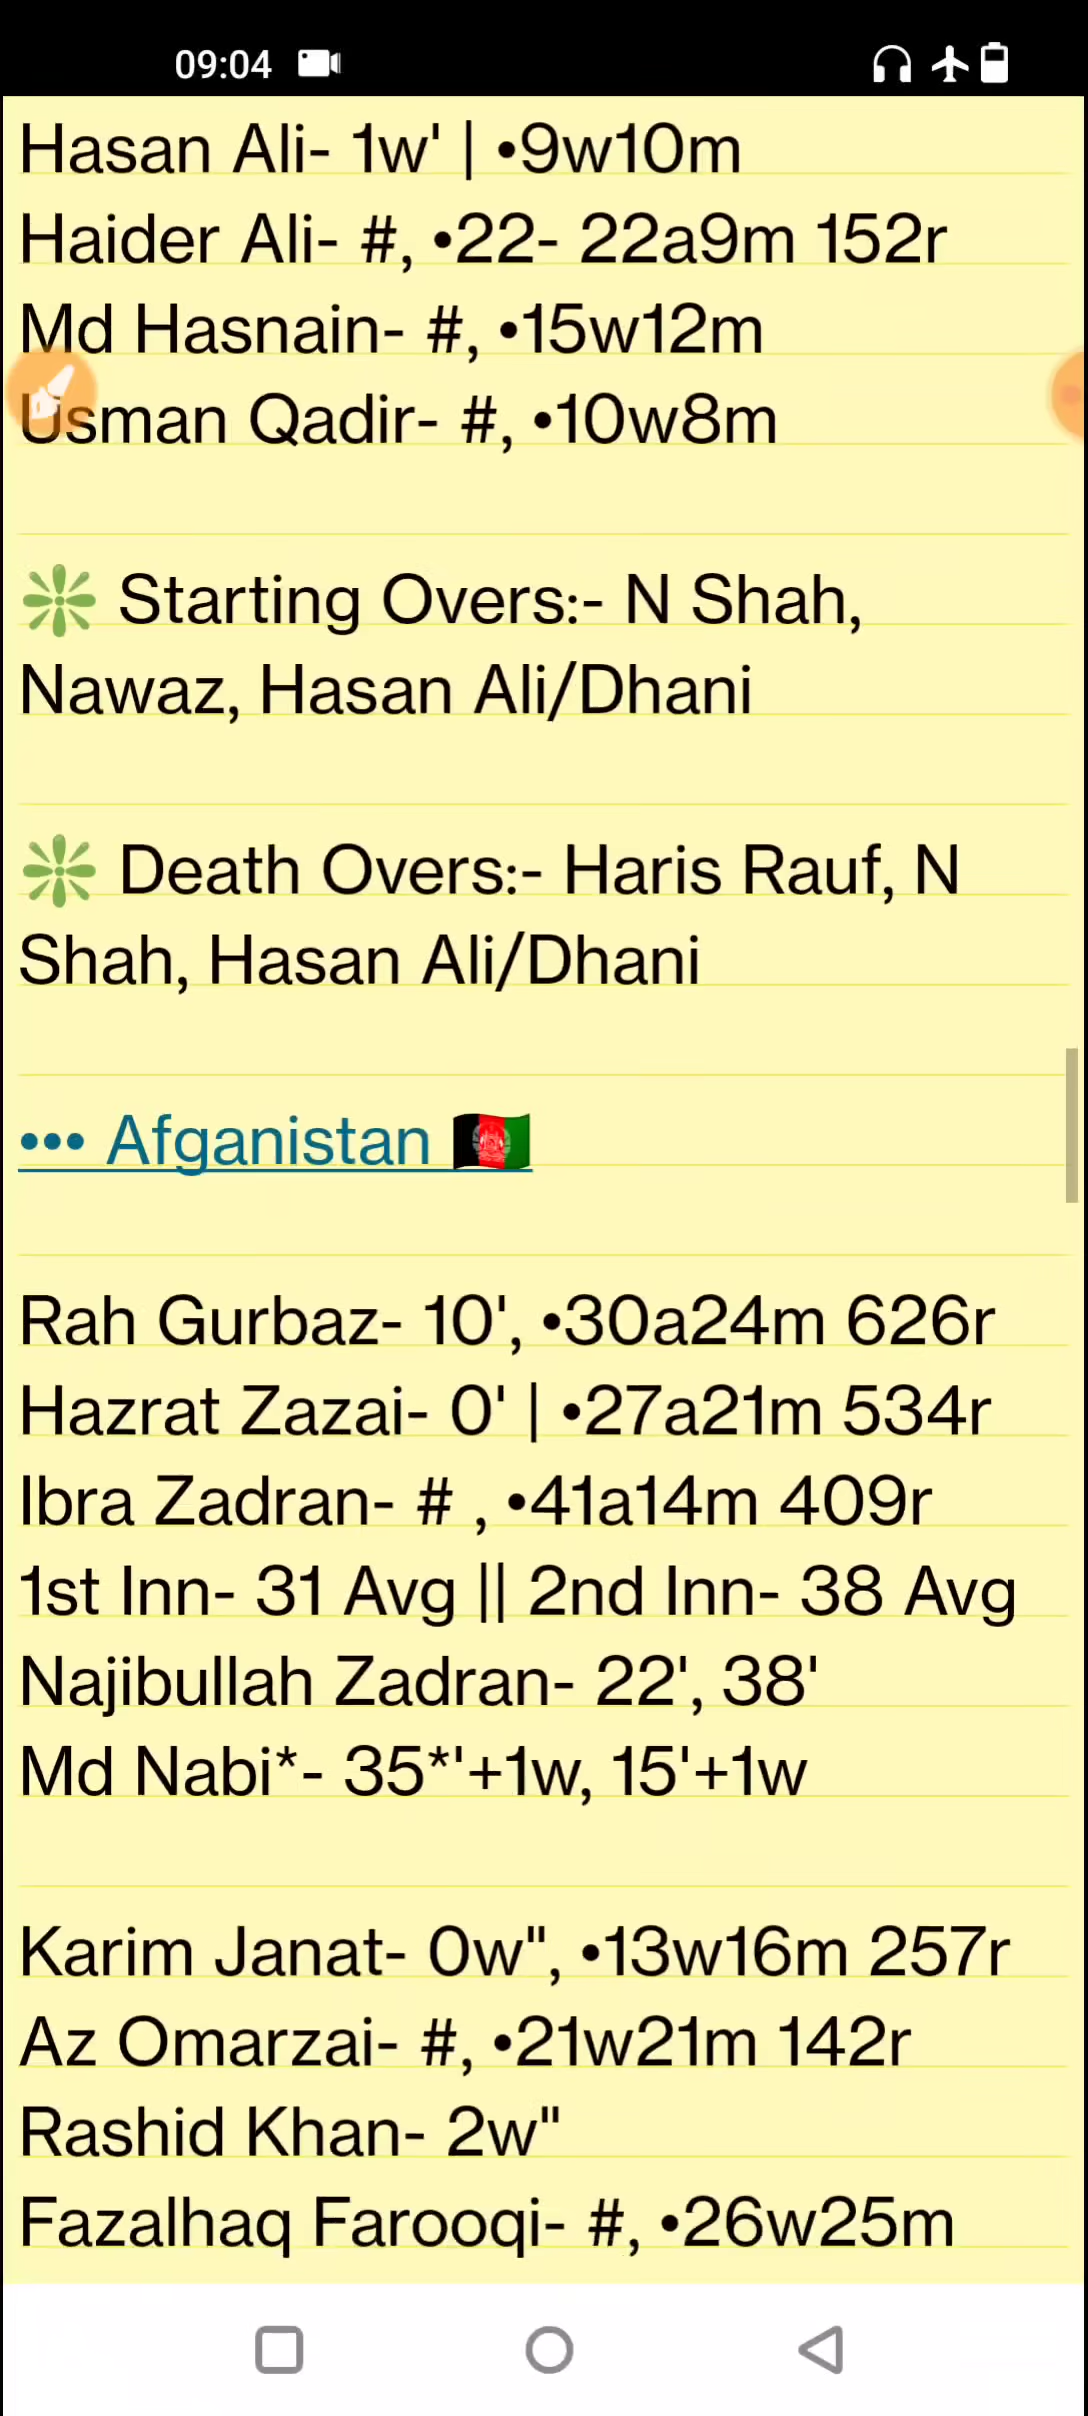 09:04
Hasan Ali- 1w' | •9w10m
Haider Ali- #, •22- 22a9m 152r
Md Hasnain- #, •15w12m
Usman Qadir- #, •10w8m
Starting Overs:- N Shah,
Nawaz, Hasan Ali/Dhani
Death Overs:- Haris Rauf, N
Shah, Hasan Ali/Dhani
••• Afganistan 🇦🇫
Rah Gurbaz- 10', •30a24m 626r
Hazrat Zazai- 0' | •27a21m 534r
Ibra Zadran- # , •41a14m 409r
1st Inn- 31 Avg || 2nd Inn- 38 Avg
Najibullah Zadran- 22', 38'
Md Nabi*- 35*'+1w, 15'+1w
Karim Janat- 0w", •13w16m 257r
Az Omarzai- #, •21w21m 142r
Rashid Khan- 2w"
Fazalhaq Farooqi- #, •26w25m